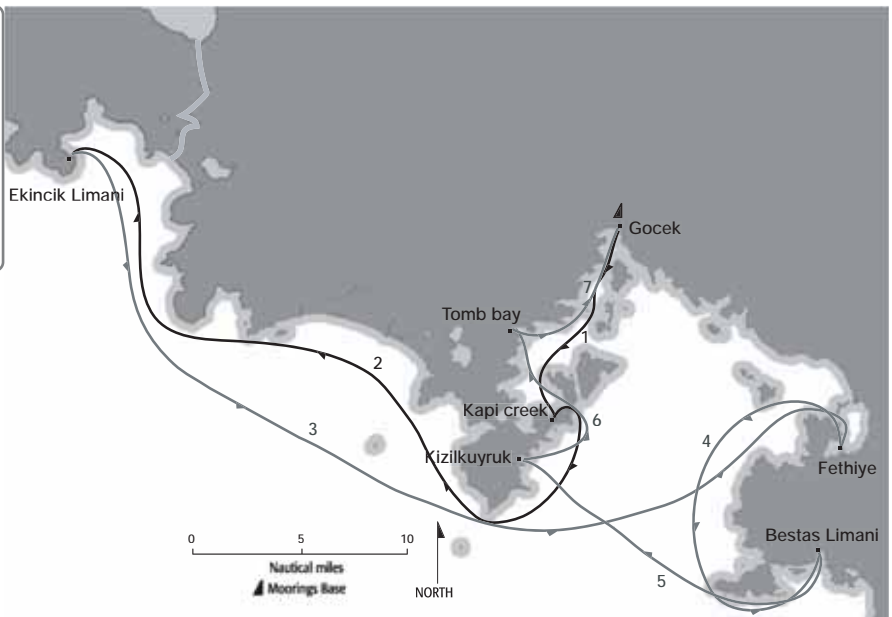 Ekincik Limani
Gocek
7
Tomb bay
1
2
Kapi creek
6
3
4
Kizilkuyruk
Fethiye
Bestas Limani
0 5 10
Nautical miles
Moorings Base
NORTH
5